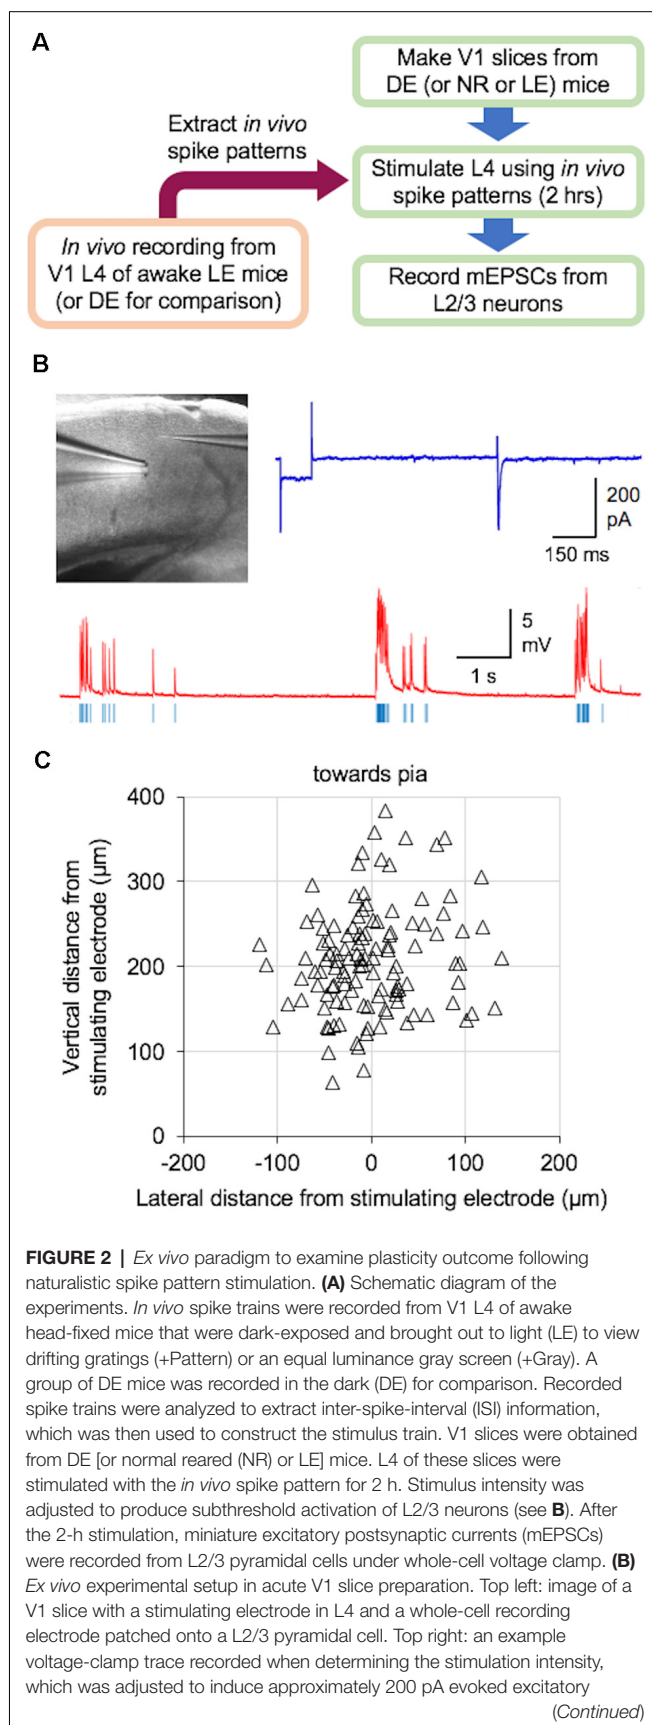 A
Make V1 slices from
DE (or NR or LE) mice
Extract in vivo
spike patterns
Stimulate L4 using in vivo
spike patterns (2 hrs)
In vivo recording from
V1 L4 of awake LE mice
(or DE for comparison)
Record mEPSCs from
L2/3 neurons
B
200
pA
150 ms
5
mV
1 s
C
towards pia
400
300
200
100
0
Vertical distance from
stimulating electrode (µm)
-200
-100
0
100
200
Lateral distance from stimulating electrode (µm)
FIGURE 2 | Ex vivo paradigm to examine plasticity outcome following
naturalistic spike pattern stimulation. (A) Schematic diagram of the
experiments. In vivo spike trains were recorded from V1 L4 of awake
head-fixed mice that were dark-exposed and brought out to light (LE) to view
drifting gratings (+Pattern) or an equal luminance gray screen (+Gray). A
group of DE mice was recorded in the dark (DE) for comparison. Recorded
spike trains were analyzed to extract inter-spike-interval (ISI) information,
which was then used to construct the stimulus train. V1 slices were obtained
from DE [or normal reared (NR) or LE] mice. L4 of these slices were
stimulated with the in vivo spike pattern for 2 h. Stimulus intensity was
adjusted to produce subthreshold activation of L2/3 neurons (see B). After
the 2-h stimulation, miniature excitatory postsynaptic currents (mEPSCs)
were recorded from L2/3 pyramidal cells under whole-cell voltage clamp. (B)
Ex vivo experimental setup in acute V1 slice preparation. Top left: image of a
V1 slice with a stimulating electrode in L4 and a whole-cell recording
electrode patched onto a L2/3 pyramidal cell. Top right: an example
voltage-clamp trace recorded when determining the stimulation intensity,
which was adjusted to induce approximately 200 pA evoked excitatory
(Continued)